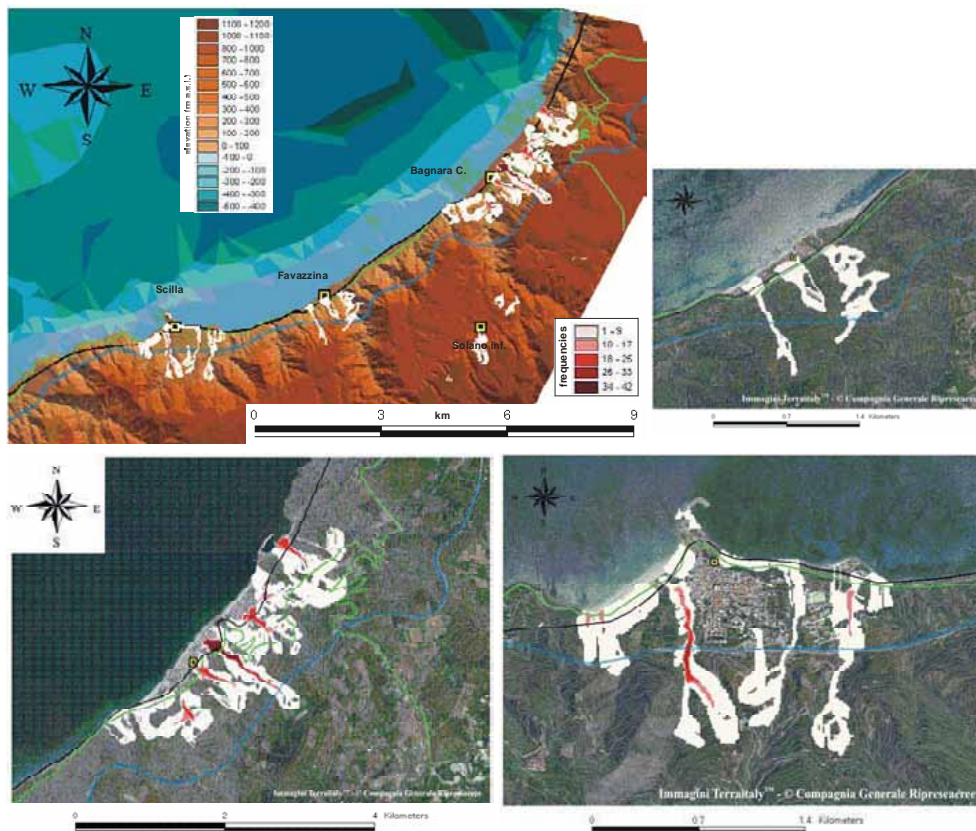 N
W
E
S
elevation (m a.s.l.)
1100 - 1200
1000 - 1100
800 - 1000
700 - 800
600 - 700
500 - 600
400 - 500
300 - 400
200 - 300
100 - 200
0 - 100
-100 - 0
-200 - -100
-300 - -200
-400 - -300
-500 - -400
Bagnara C.
Favazzina
Scilla
Solano Inf.
frequencies
1 - 9
10 - 17
18 - 25
26 - 33
34 - 42
0
3
km
6
9
Immagini Terraitaly™ - © Compagnia Generale Ripreseaeree
0
0.7
1.4
Kilometers
N
W
E
S
Immagini Terraitaly™ - © Compagnia Generale Ripreseaeree
0
2
4
Kilometers
Immagini Terraitaly™ - © Compagnia Generale Ripreseaeree
0
0.7
1.4
Kilometers